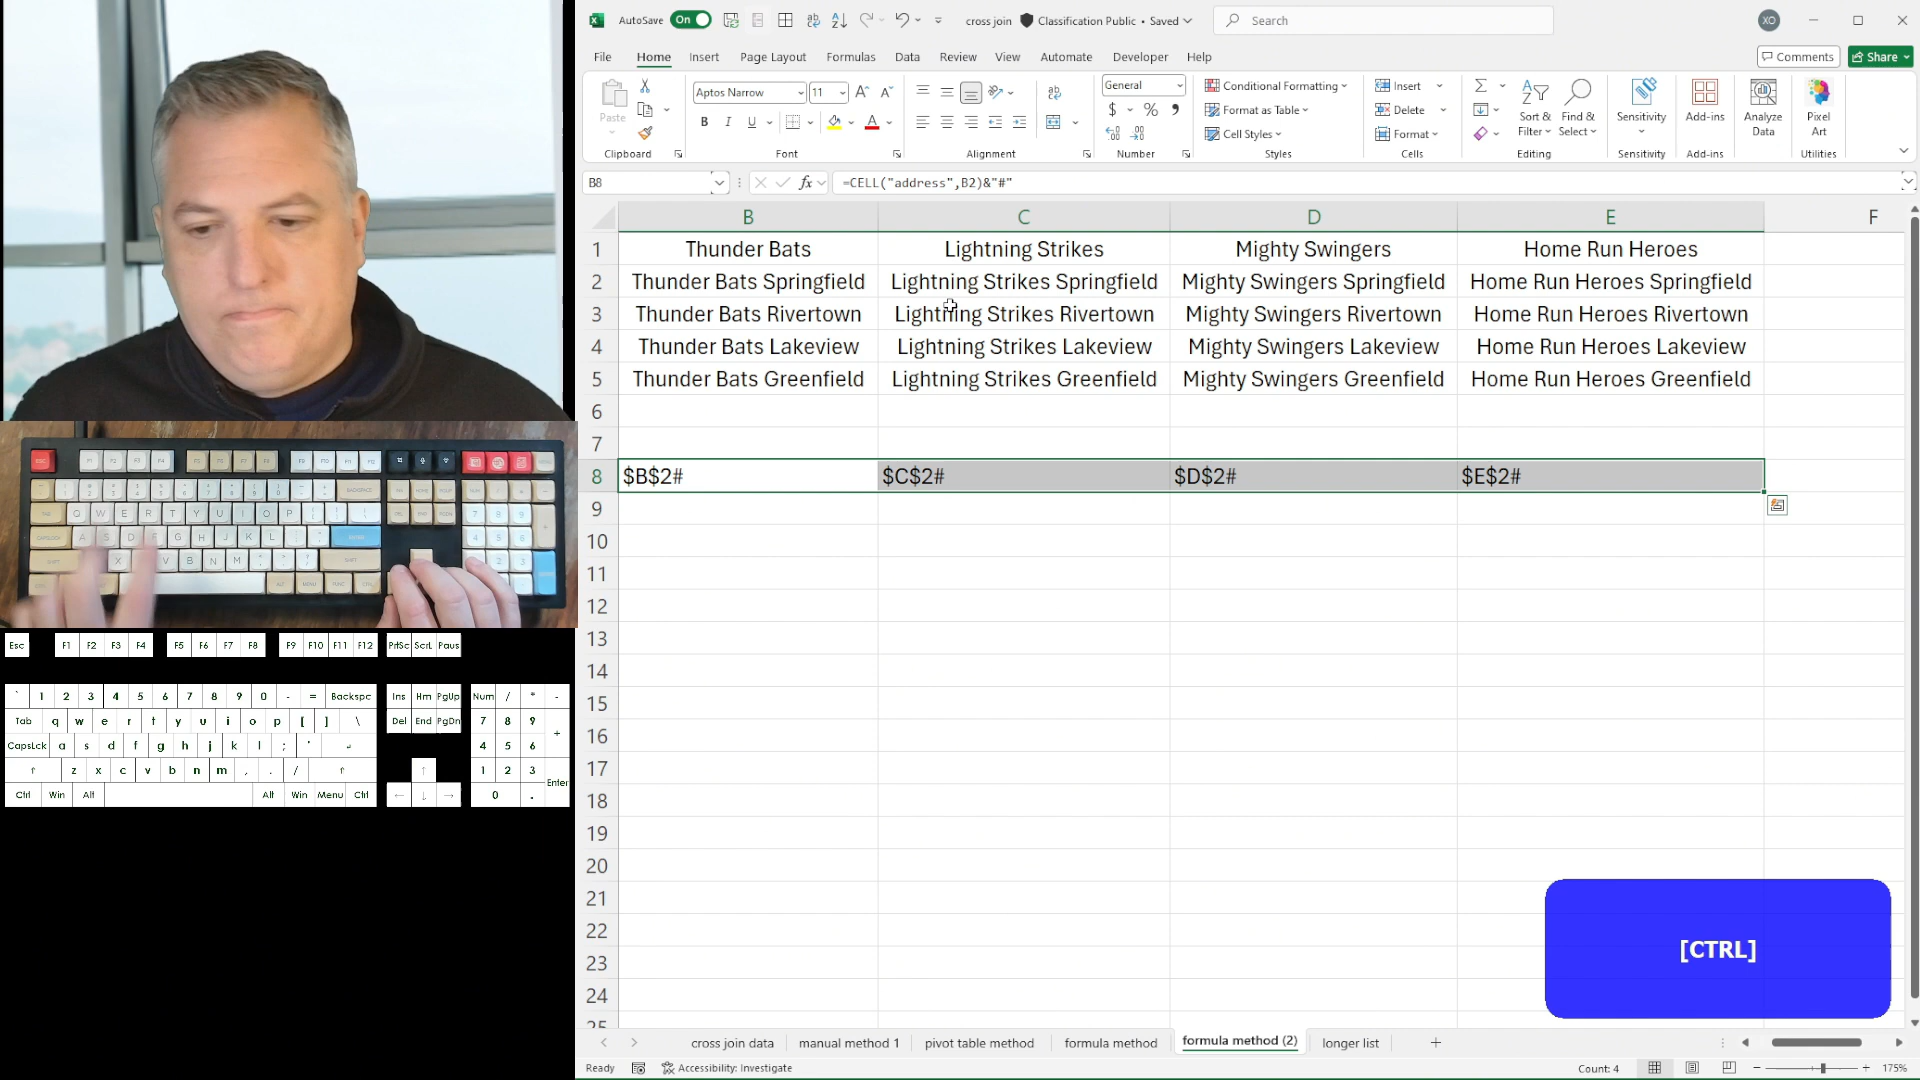 AutoSave On
cross join Classification Public • Saved
Search
XO
File Home Insert Page Layout Formulas Data Review View Automate Developer Help
Comments Share
Paste
Clipboard
Aptos Narrow 11
B I U
Font
Alignment
General
$ % 9
Number
Conditional Formatting
Format as Table
Cell Styles
Styles
Insert
Delete
Format
Cells
Sort & Filter
Find & Select
Editing
Sensitivity
Sensitivity
Add-ins
Add-ins
Analyze Data
Pixel Art
Utilities
B8 fx =CELL("address",B2)&"#"
B C D E F
1 Thunder Bats Lightning Strikes Mighty Swingers Home Run Heroes
2 Thunder Bats Springfield Lightning Strikes Springfield Mighty Swingers Springfield Home Run Heroes Springfield
3 Thunder Bats Rivertown Lightning Strikes Rivertown Mighty Swingers Rivertown Home Run Heroes Rivertown
4 Thunder Bats Lakeview Lightning Strikes Lakeview Mighty Swingers Lakeview Home Run Heroes Lakeview
5 Thunder Bats Greenfield Lightning Strikes Greenfield Mighty Swingers Greenfield Home Run Heroes Greenfield
6
7
8 $B$2# $C$2# $D$2# $E$2#
9
10
11
12
13
14
15
16
17
18
19
20
21
22
23
24
25
[CTRL]
cross join data manual method 1 pivot table method formula method formula method (2) longer list
Ready Accessibility: Investigate Count: 4 175%
Esc F1 F2 F3 F4 F5 F6 F7 F8 F9 F10 F11 F12 PrtSc ScrL Paus
` 1 2 3 4 5 6 7 8 9 0 - = Backspc Ins Hm PgUp Num / * -
Tab q w e r t y u i o p [ ] \ Del End PgDn 7 8 9 +
CapsLck a s d f g h j k l ; ' 4 5 6
z x c v b n m , . / 1 2 3 Enter
Ctrl Win Alt Alt Win Menu Ctrl 0 .